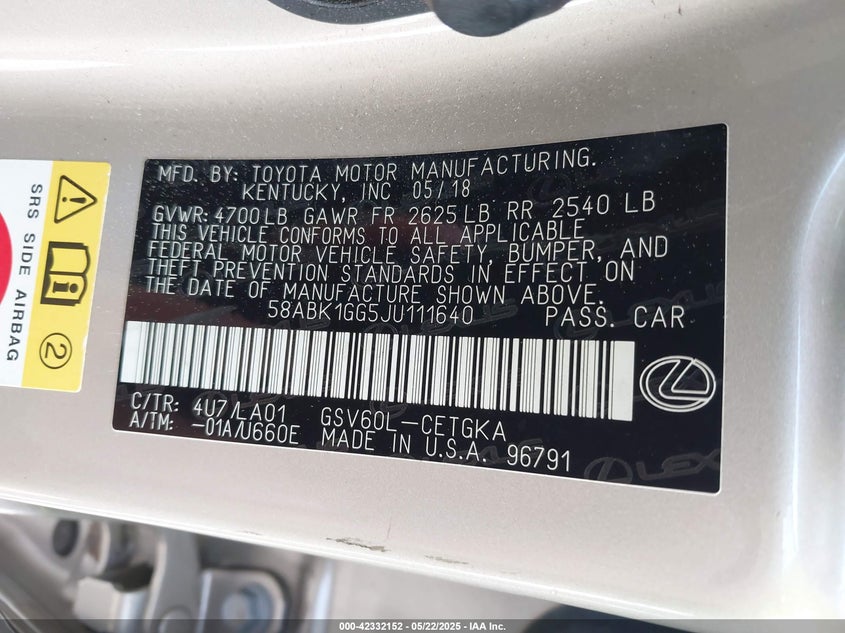 MFD. BY: TOYOTA MOTOR MANUFACTURING.
KENTUCKY, INC 05/18
GVWR: 4700LB GAWR FR 2625LB RR 2540 LB
THIS VEHICLE CONFORMS TO ALL APPLICABLE
FEDERAL MOTOR VEHICLE SAFETY, BUMPER, AND
THEFT PREVENTION STANDARDS IN EFFECT ON
THE DATE OF MANUFACTURE SHOWN ABOVE.
58ABK1GG5JU111640 PASS. CAR
C/TR: 4U7/LA01 GSV60L-CETGKA
A/TM: -01A/U660E MADE IN U.S.A. 96791
LEXUS
SRS SIDE AIRBAG
2
000-42332152 - 05/22/2025 - IAA Inc.